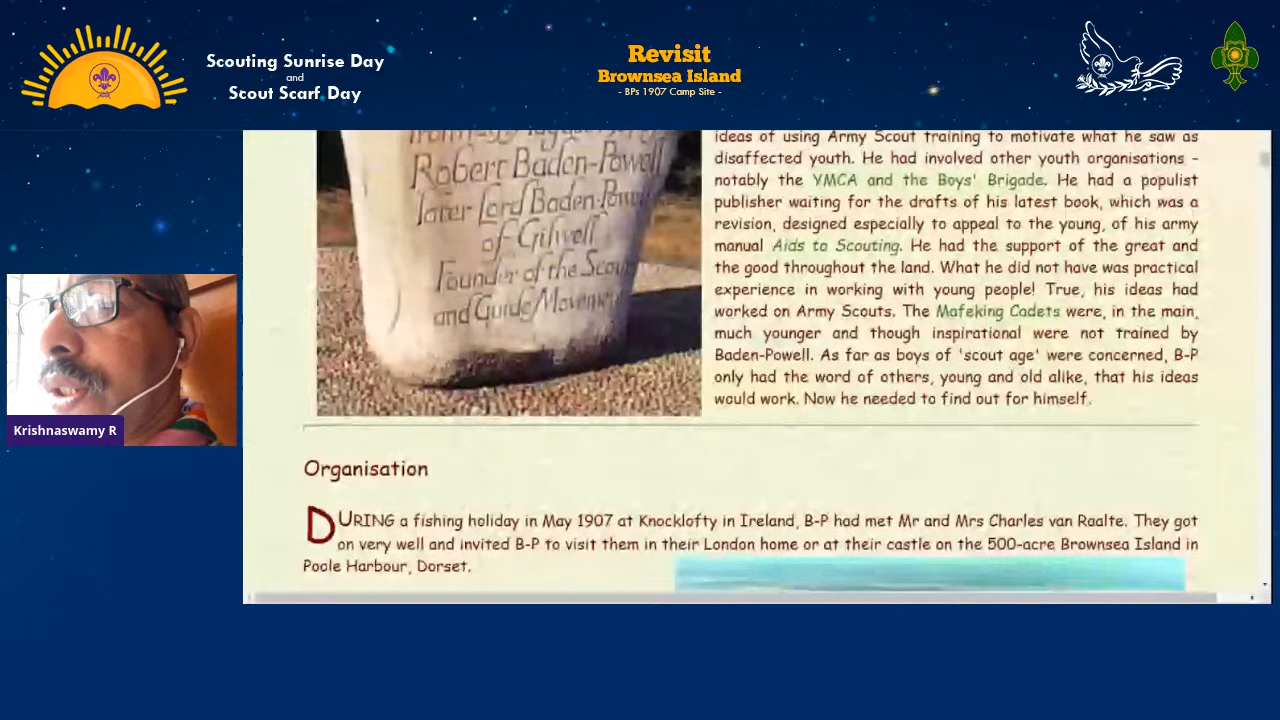 Scouting Sunrise Day
and
Scout Scarf Day
Revisit
Brownsea Island
- BPs 1907 Camp Site -
Robert Baden-Powell
later Lord Baden-Powell
of Gilwell
Founder of the Scout
and Guide Movement
ideas of using Army Scout training to motivate what he saw as
disaffected youth. He had involved other youth organisations -
notably the YMCA and the Boys' Brigade. He had a populist
publisher waiting for the drafts of his latest book, which was a
revision, designed especially to appeal to the young, of his army
manual Aids to Scouting. He had the support of the great and
the good throughout the land. What he did not have was practical
experience in working with young people! True, his ideas had
worked on Army Scouts. The Mafeking Cadets were, in the main,
much younger and though inspirational were not trained by
Baden-Powell. As far as boys of 'scout age' were concerned, B-P
only had the word of others, young and old alike, that his ideas
would work. Now he needed to find out for himself.
Organisation
DURING a fishing holiday in May 1907 at Knocklofty in Ireland, B-P had met Mr and Mrs Charles van Raalte. They got
on very well and invited B-P to visit them in their London home or at their castle on the 500-acre Brownsea Island in
Poole Harbour, Dorset.
Krishnaswamy R